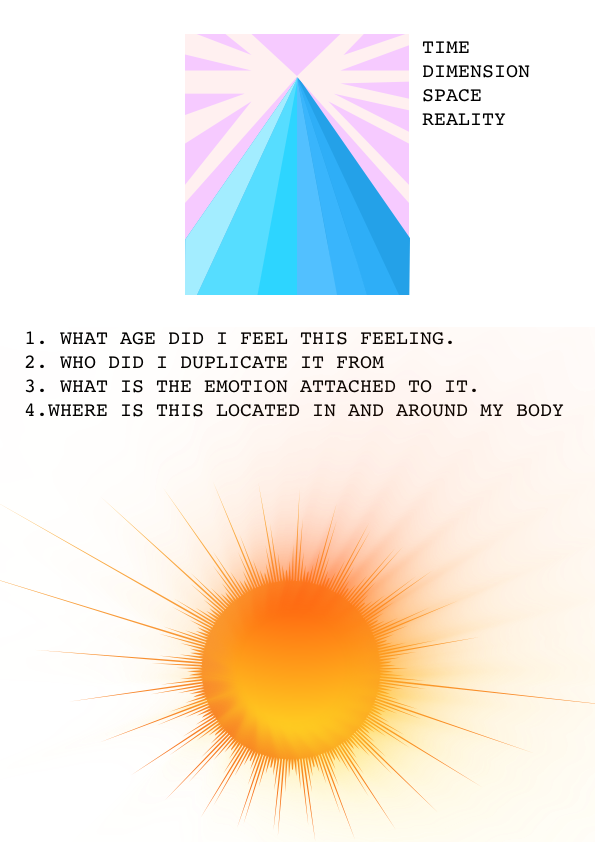 TIME
DIMENSION
SPACE
REALITY
1. WHAT AGE DID I FEEL THIS FEELING.
2. WHO DID I DUPLICATE IT FROM
3. WHAT IS THE EMOTION ATTACHED TO IT.
4.WHERE IS THIS LOCATED IN AND AROUND MY BODY